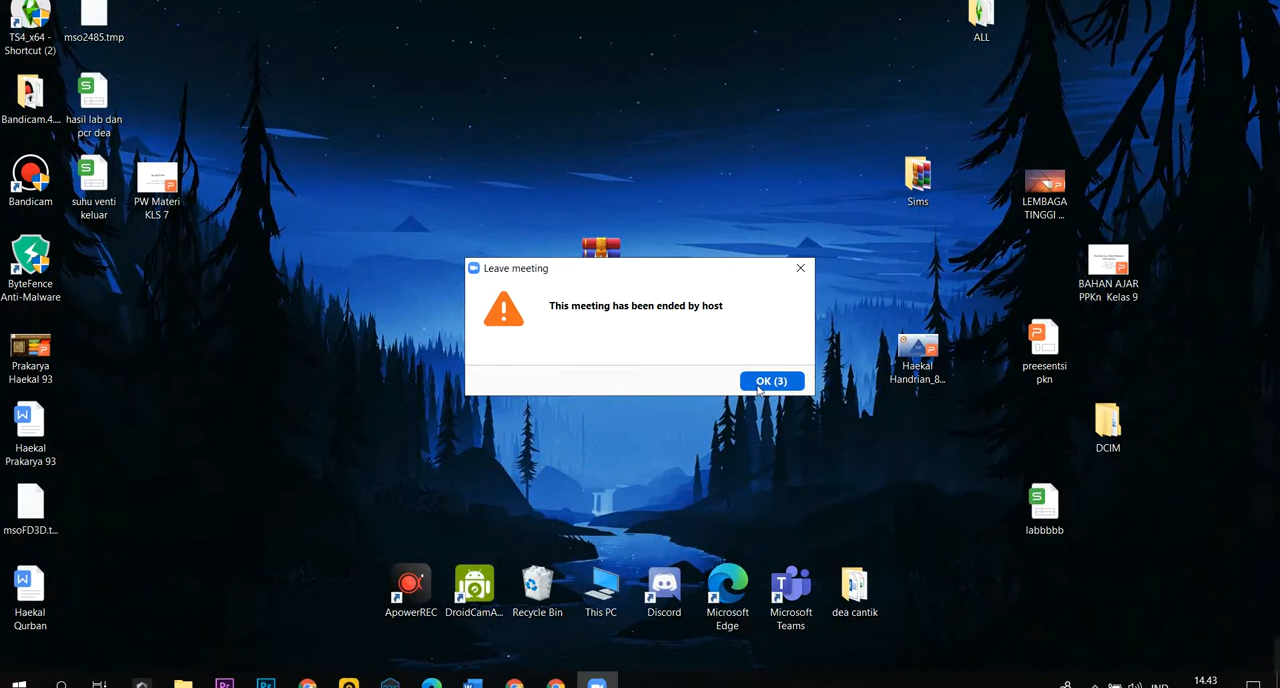 TS4_x64 -
Shortcut (2)
mso2485.tmp
ALL
Bandicam.4....
hasil lab dan
pcr dea
Bandicam
suhu venti
keluar
PW Materi
KLS 7
Sims
LEMBAGA
TINGGI ...
ByteFence
Anti-Malware
BAHAN AJAR
PPKn Kelas 9
Leave meeting
This meeting has been ended by host
OK (3)
Prakarya
Haekal 93
Haekal
Handrian_8...
preesentsi
pkn
Haekal
Prakarya 93
DCIM
msoFD3D.t...
labbbbb
Haekal
Qurban
ApowerREC
DroidCamA...
Recycle Bin
This PC
Discord
Microsoft
Edge
Microsoft
Teams
dea cantik
Pr
Ps
IND
14.43